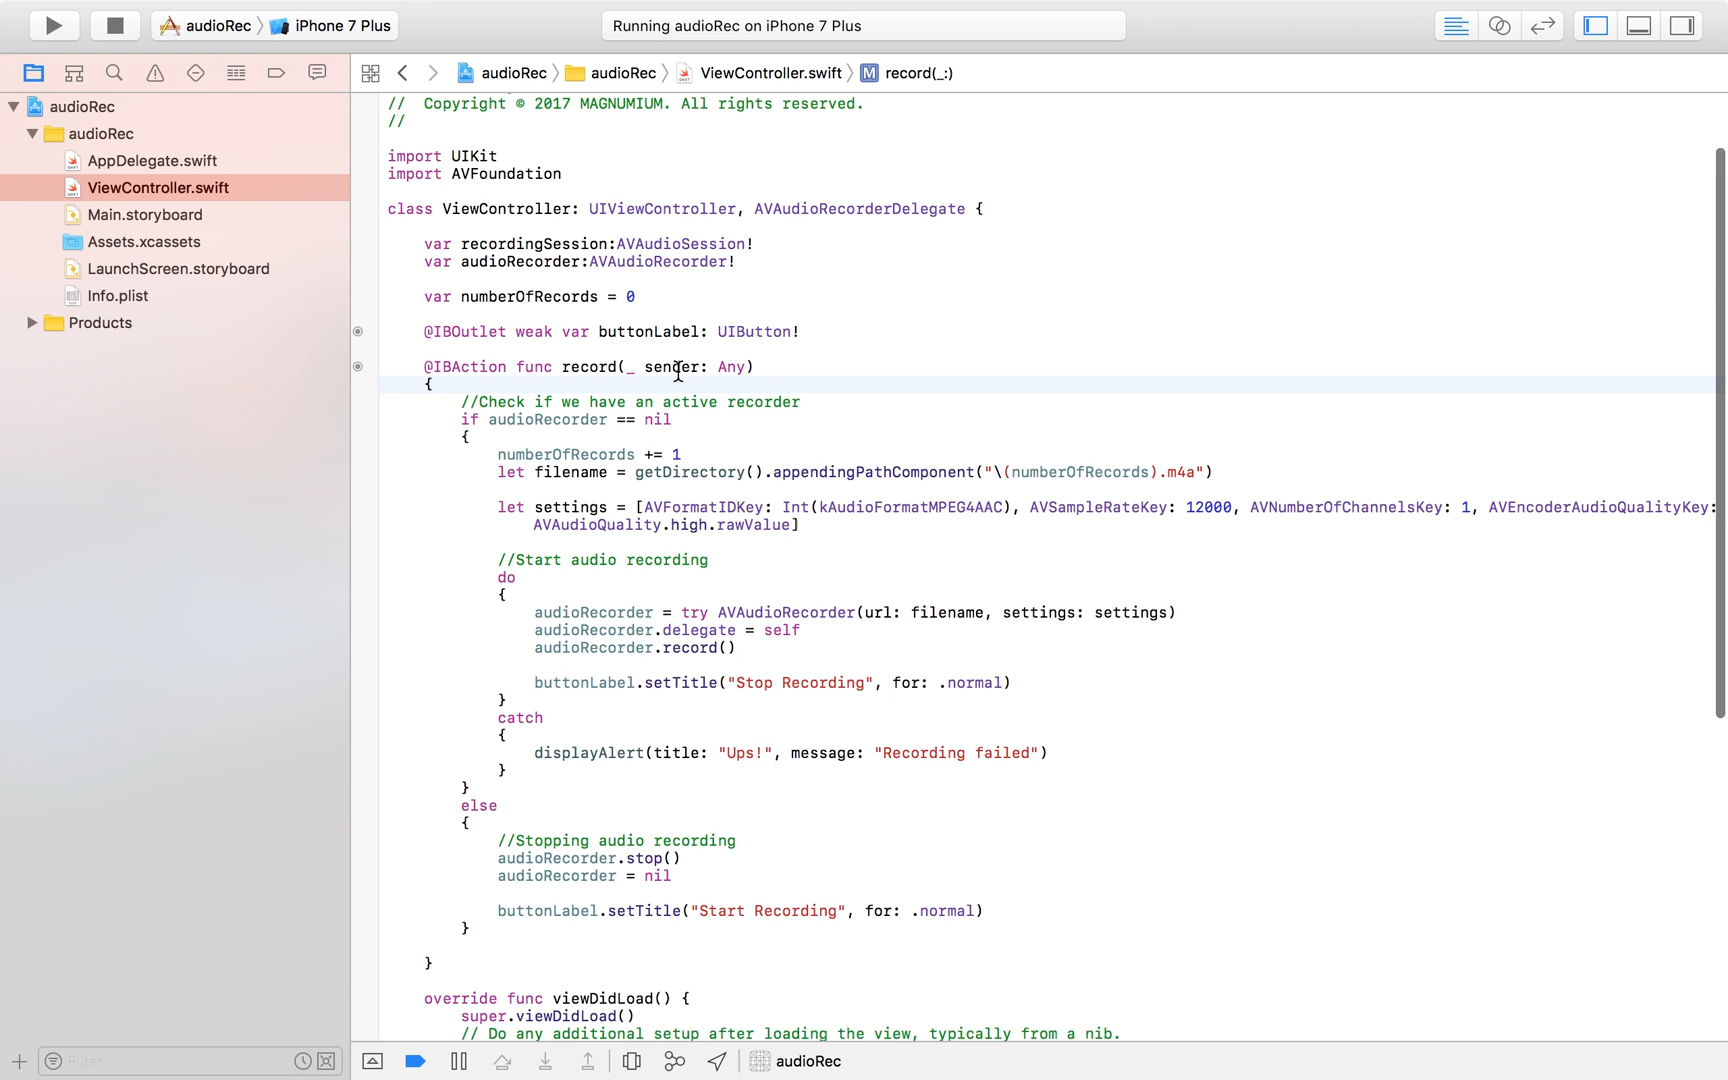 audioRec iPhone 7 Plus
Running audioRec on iPhone 7 Plus
audioRec audioRec ViewController.swift M record(_:)
audioRec
audioRec
AppDelegate.swift
ViewController.swift
Main.storyboard
Assets.xcassets
LaunchScreen.storyboard
Info.plist
Products
// Copyright © 2017 MAGNUMIUM. All rights reserved.
//
import UIKit
import AVFoundation
class ViewController: UIViewController, AVAudioRecorderDelegate {
var recordingSession:AVAudioSession!
var audioRecorder:AVAudioRecorder!
var numberOfRecords = 0
@IBOutlet weak var buttonLabel: UIButton!
@IBAction func record(_ sender: Any)
{
//Check if we have an active recorder
if audioRecorder == nil
{
numberOfRecords += 1
let filename = getDirectory().appendingPathComponent("\(numberOfRecords).m4a")
let settings = [AVFormatIDKey: Int(kAudioFormatMPEG4AAC), AVSampleRateKey: 12000, AVNumberOfChannelsKey: 1, AVEncoderAudioQualityKey:
AVAudioQuality.high.rawValue]
//Start audio recording
do
{
audioRecorder = try AVAudioRecorder(url: filename, settings: settings)
audioRecorder.delegate = self
audioRecorder.record()
buttonLabel.setTitle("Stop Recording", for: .normal)
}
catch
{
displayAlert(title: "Ups!", message: "Recording failed")
}
}
else
{
//Stopping audio recording
audioRecorder.stop()
audioRecorder = nil
buttonLabel.setTitle("Start Recording", for: .normal)
}
}
override func viewDidLoad() {
super.viewDidLoad()
// Do any additional setup after loading the view, typically from a nib.
Filter
audioRec